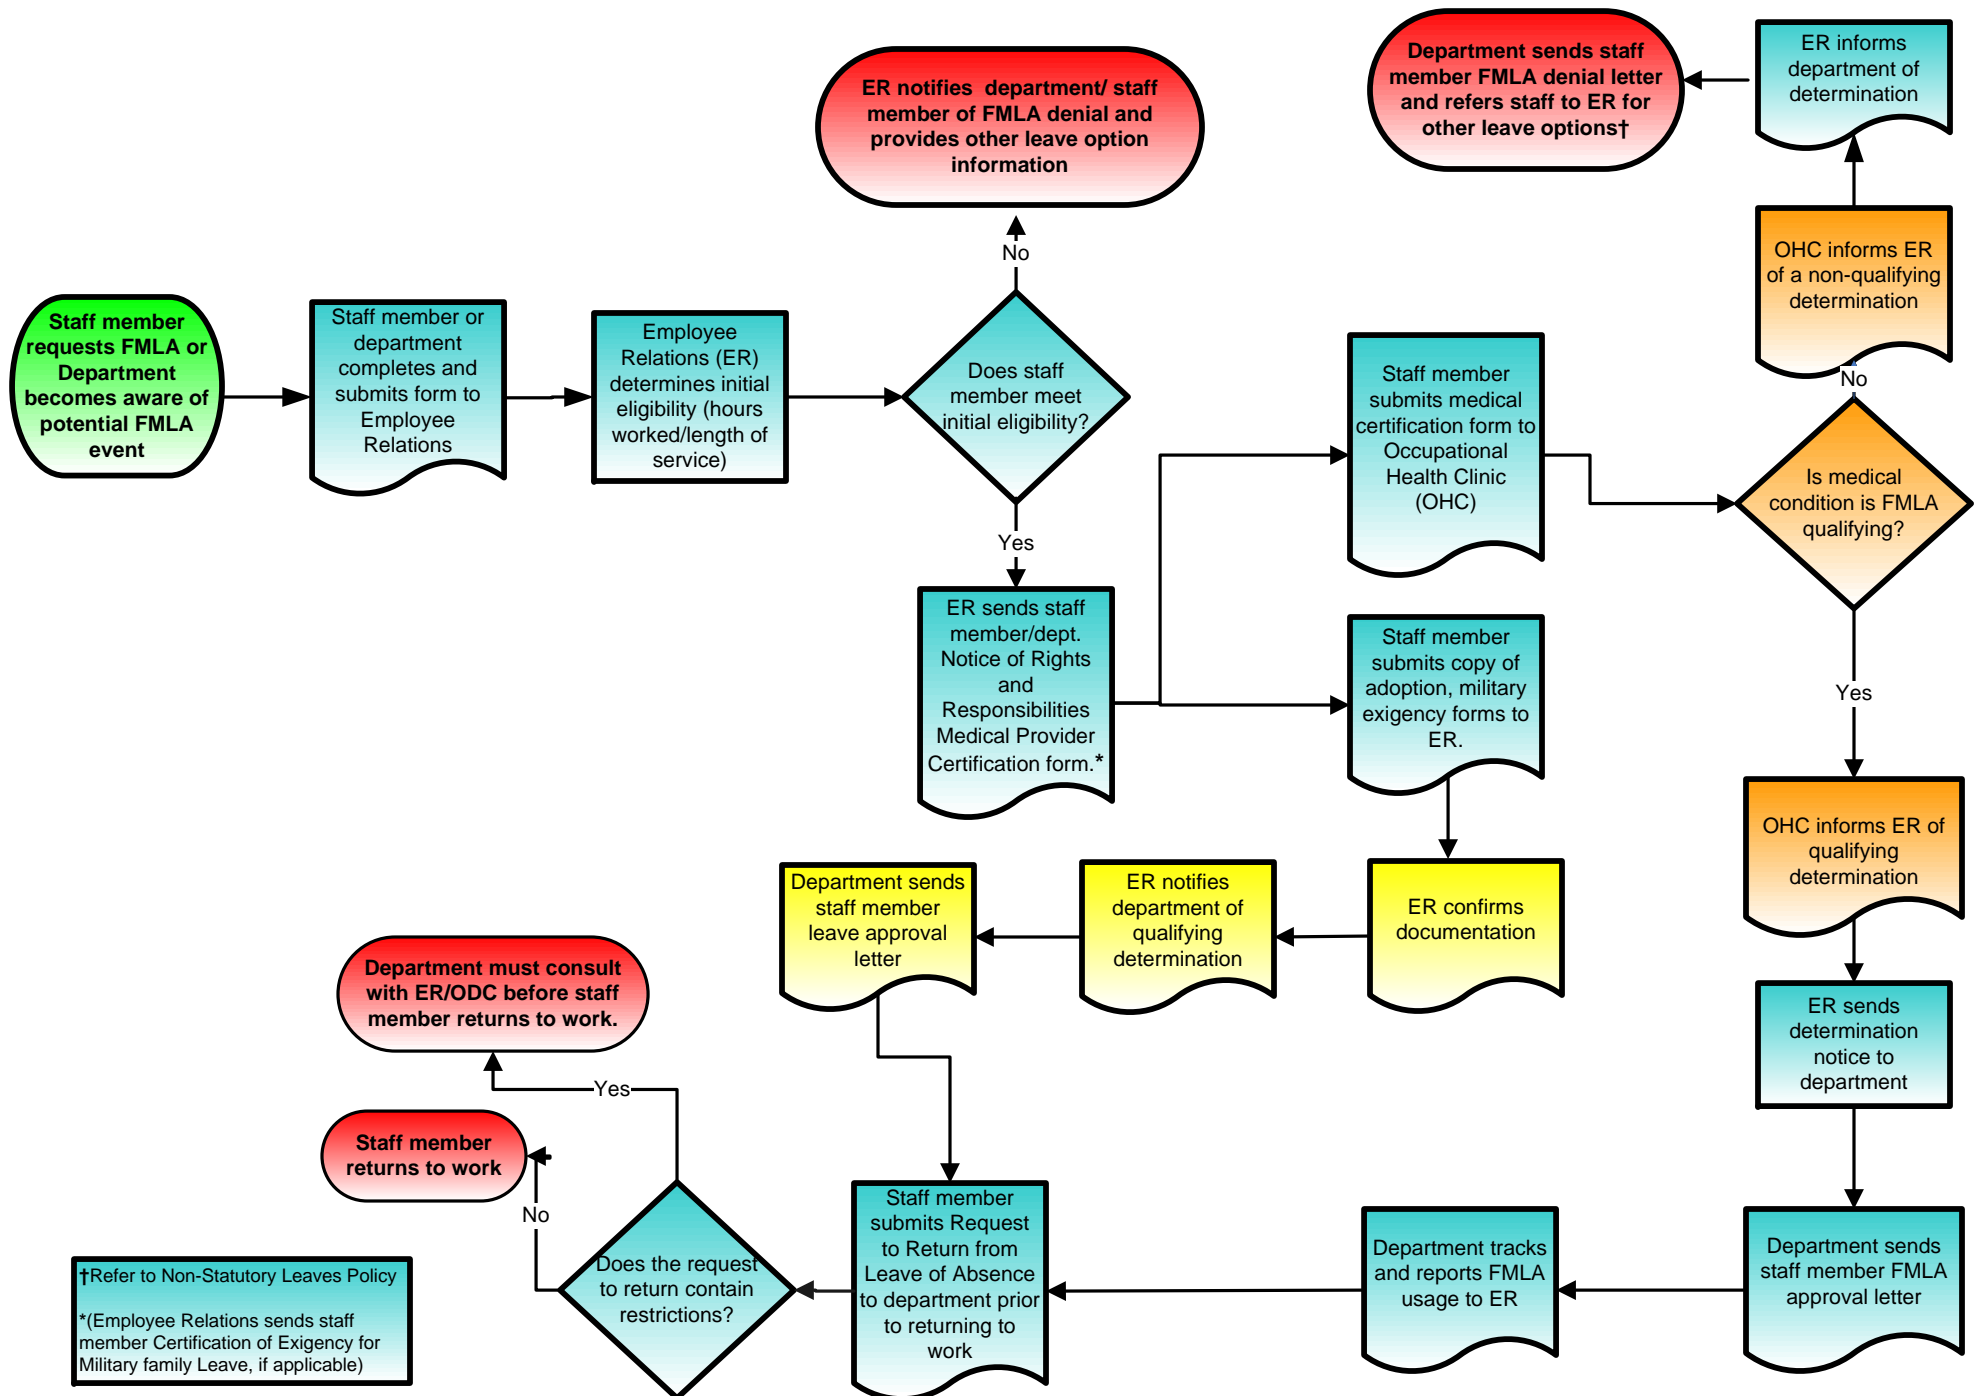 Staff member
requests FMLA or
Department
becomes aware of
potential FMLA
event
Staff member or
department
completes and
submits form to
Employee
Relations
Employee
Relations (ER)
determines initial
eligibility (hours
worked/length of
service)
Does staff
member meet
initial eligibility?
No
ER notifies  department/ staff
member of FMLA denial and
provides other leave option
information
Yes
ER sends staff
member/dept.
Notice of Rights
and
Responsibilities
Medical Provider
Certification form.*
Staff member
submits medical
certification form to
Occupational
Health Clinic
(OHC)
Staff member
submits copy of
adoption, military
exigency forms to
ER.
Is medical
condition is FMLA
qualifying?
No
OHC informs ER
of a non-qualifying
determination
ER informs
department of
determination
Department sends staff
member FMLA denial letter
and refers staff to ER for
other leave options†
Yes
OHC informs ER of
qualifying
determination
ER sends
determination
notice to
department
Department sends
staff member FMLA
approval letter
Department tracks
and reports FMLA
usage to ER
ER confirms
documentation
ER notifies
department of
qualifying
determination
Department sends
staff member
leave approval
letter
Staff member
submits Request
to Return from
Leave of Absence
to department prior
to returning to
work
Does the request
to return contain
restrictions?
Yes
Department must consult
with ER/ODC before staff
member returns to work.
No
Staff member
returns to work
†Refer to Non-Statutory Leaves Policy
*(Employee Relations sends staff
member Certification of Exigency for
Military family Leave, if applicable)